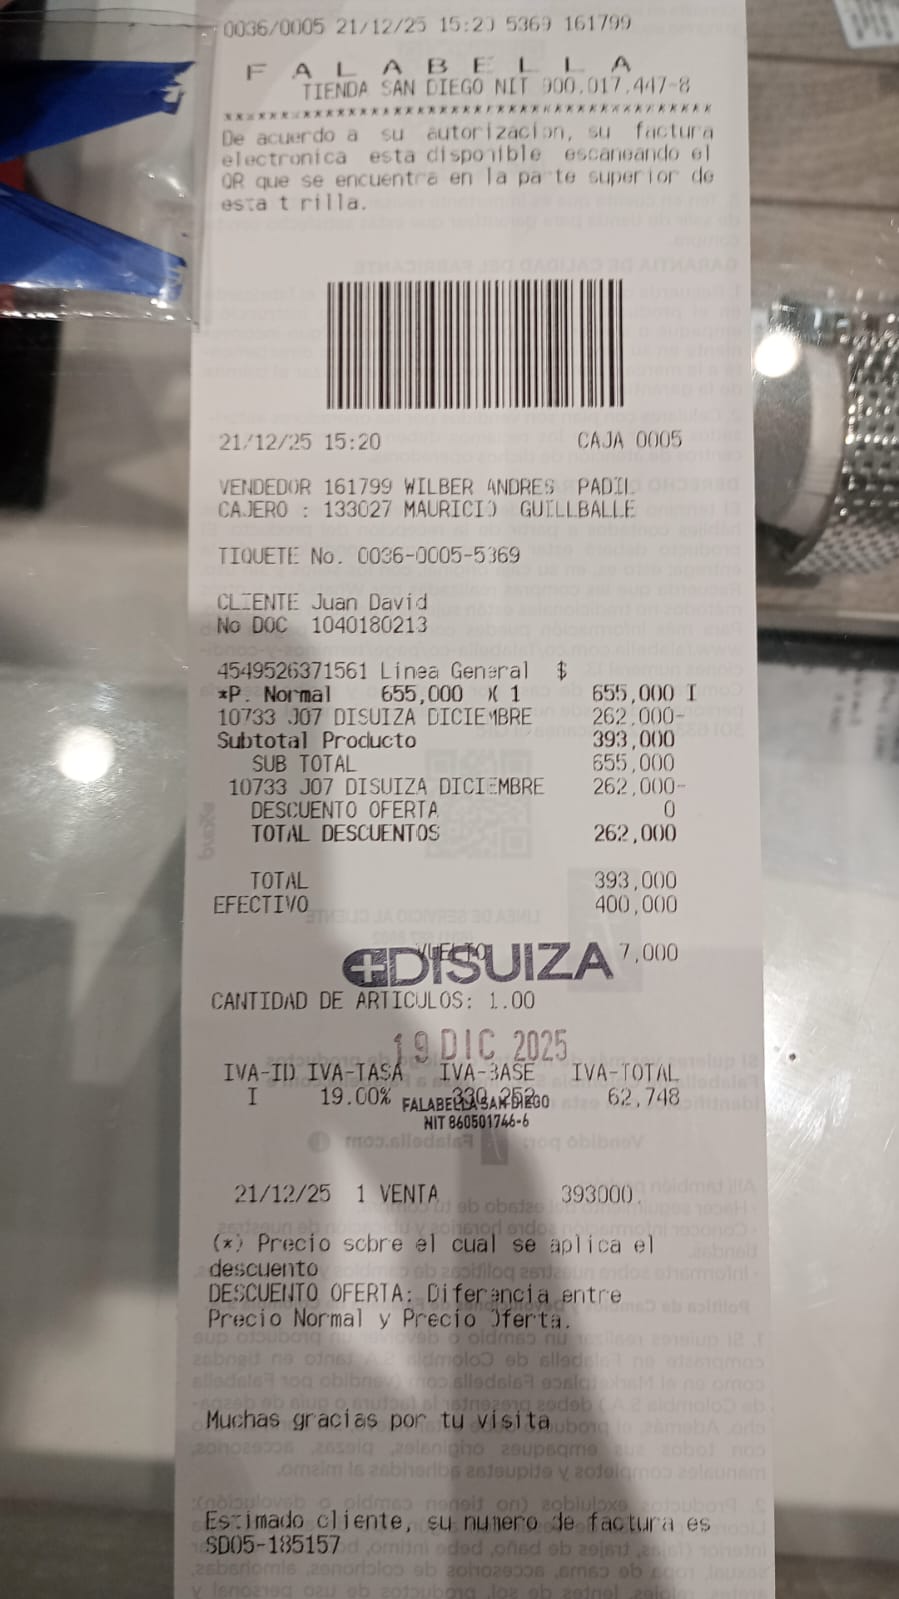 0036/0005 21/12/25 15:20 5369 161799
F A L A B E L L A
TIENDA SAN DIEGO NIT 900.017.447-8
De acuerdo a su autorizacion, su factura
electronica esta disponible escaneando el
QR que se encuentra en la parte superior de
esta t rilla.
21/12/25 15:20 CAJA 0005
VENDEDOR 161799 WILBER ANDRES PADIL
CAJERO : 133027 MAURICIO GUILLBALLE
TIQUETE No. 0036-0005-5369
CLIENTE Juan David
No DOC 1040180213
4549526371561 Linea General $
*P. Normal 655,000 X 1 655,000 I
10733 J07 DISUIZA DICIEMBRE 262,000-
Subtotal Producto 393,000
SUB TOTAL 655,000
10733 J07 DISUIZA DICIEMBRE 262,000-
DESCUENTO OFERTA 0
TOTAL DESCUENTOS 262,000
TOTAL 393,000
EFECTIVO 400,000
VUELTO 7,000
DISUIZA
CANTIDAD DE ARTICULOS: 1.00
19 DIC 2025
IVA-ID IVA-TASA IVA-BASE IVA-TOTAL
I 19.00% 330,252 62,748
FALABELLA SAN DIEGO
NIT 860501746-6
21/12/25 1 VENTA 393000.
(*) Precio sobre el cual se aplica el
descuento
DESCUENTO OFERTA: Diferencia entre
Precio Normal y Precio Oferta.
Muchas gracias por tu visita
Estimado cliente, su numero de factura es
SD05-185157